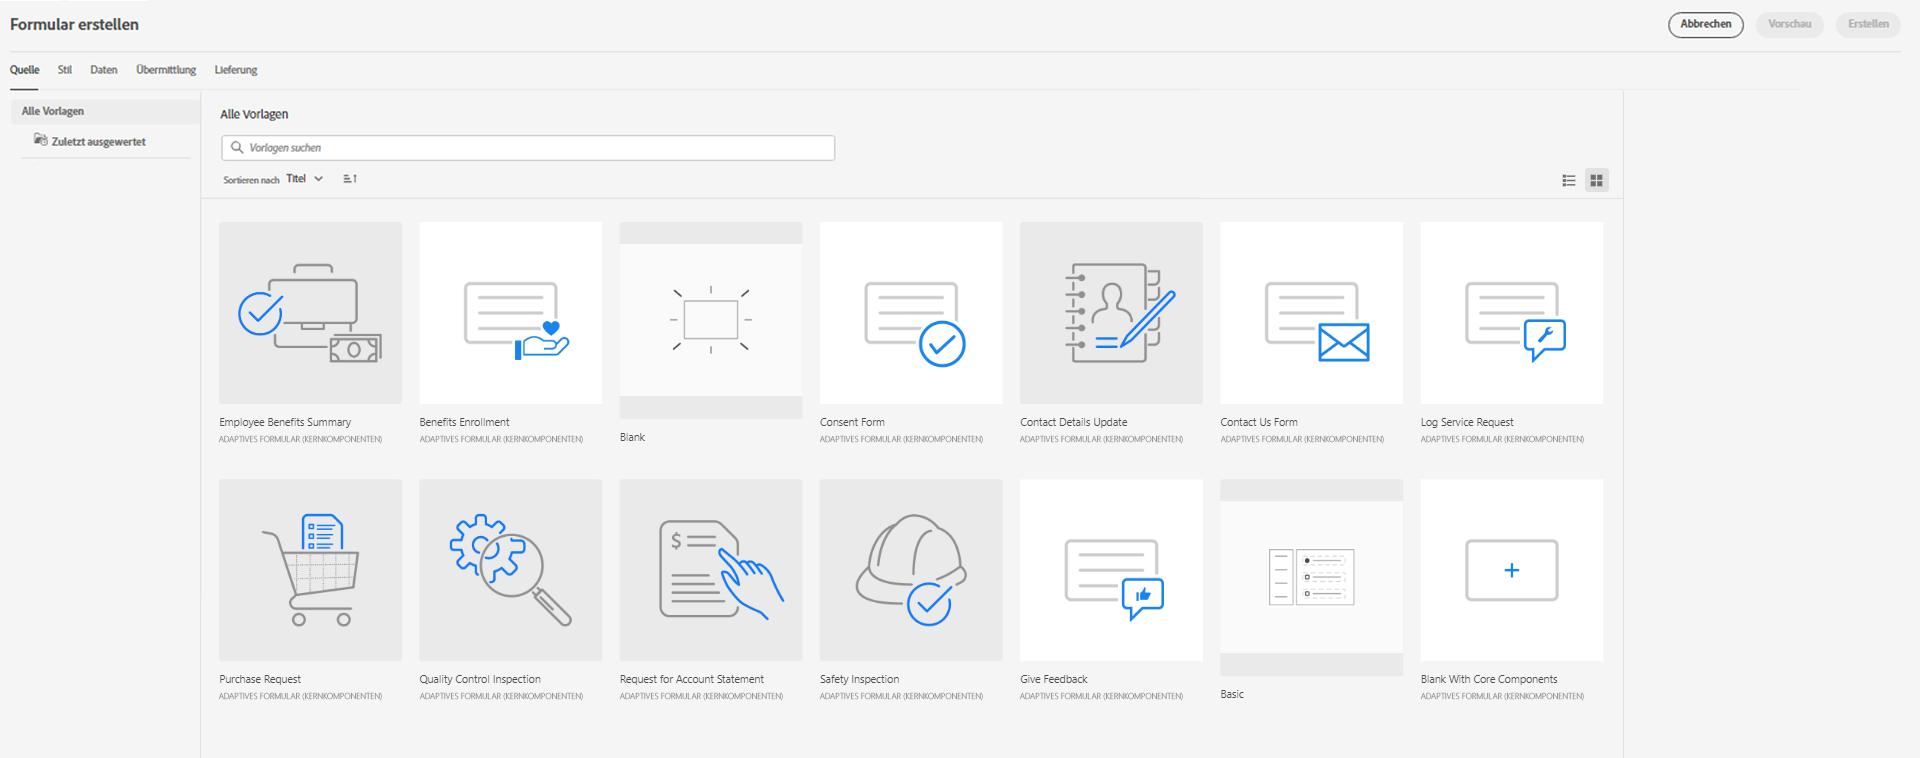 Formular erstellen
Abbrechen Vorschau Erstellen
Quelle Stil Daten Übermittlung Lieferung
Alle Vorlagen
Zuletzt ausgewertet
Alle Vorlagen
Vorlagen suchen
Sortieren nach Titel
Employee Benefits Summary
ADAPTIVES FORMULAR (KERNKOMPONENTEN)
Benefits Enrollment
ADAPTIVES FORMULAR (KERNKOMPONENTEN)
Blank
Consent Form
ADAPTIVES FORMULAR (KERNKOMPONENTEN)
Contact Details Update
ADAPTIVES FORMULAR (KERNKOMPONENTEN)
Contact Us Form
ADAPTIVES FORMULAR (KERNKOMPONENTEN)
Log Service Request
ADAPTIVES FORMULAR (KERNKOMPONENTEN)
Purchase Request
ADAPTIVES FORMULAR (KERNKOMPONENTEN)
Quality Control Inspection
ADAPTIVES FORMULAR (KERNKOMPONENTEN)
$
Request for Account Statement
ADAPTIVES FORMULAR (KERNKOMPONENTEN)
Safety Inspection
ADAPTIVES FORMULAR (KERNKOMPONENTEN)
Give Feedback
ADAPTIVES FORMULAR (KERNKOMPONENTEN)
Basic
Blank With Core Components
ADAPTIVES FORMULAR (KERNKOMPONENTEN)